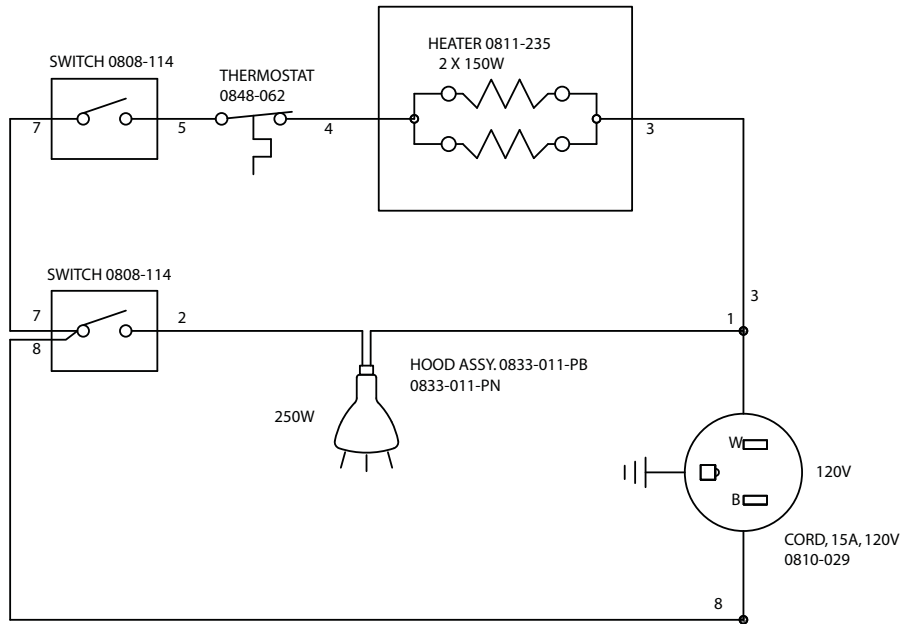 HEATER 0811-235
2 X 150W
SWITCH 0808-114
THERMOSTAT
0848-062
7
5
4
3
SWITCH 0808-114
3
7
2
1
8
HOOD ASSY. 0833-011-PB
0833-011-PN
250W
W
120V
B
CORD, 15A, 120V
0810-029
8